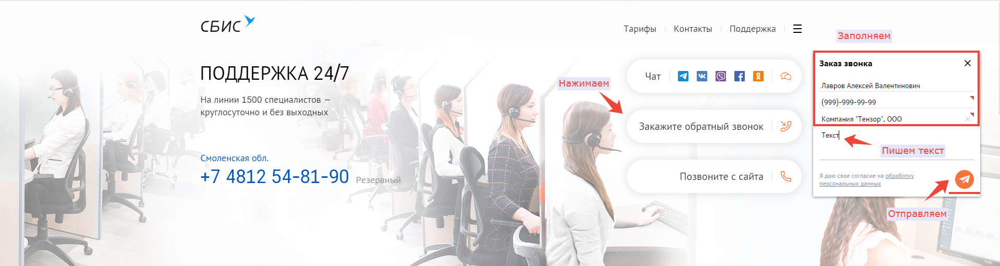 СБИС
Тарифы
Контакты
Поддержка
ПОДДЕРЖКА 24/7
На линии 1500 специалистов —
круглосуточно и без выходных
Смоленская обл.
+7 4812 54-81-90 Резервный
Нажимаем
Чат
Закажите обратный звонок
Позвоните с сайта
Заполняем
Заказ звонка
Лавров Алексей Валентинович
(999)-999-99-99
Компания "Тензор", ООО
Текст
Пишем текст
Я даю свое согласие на обработку
персональных данных
Отправляем